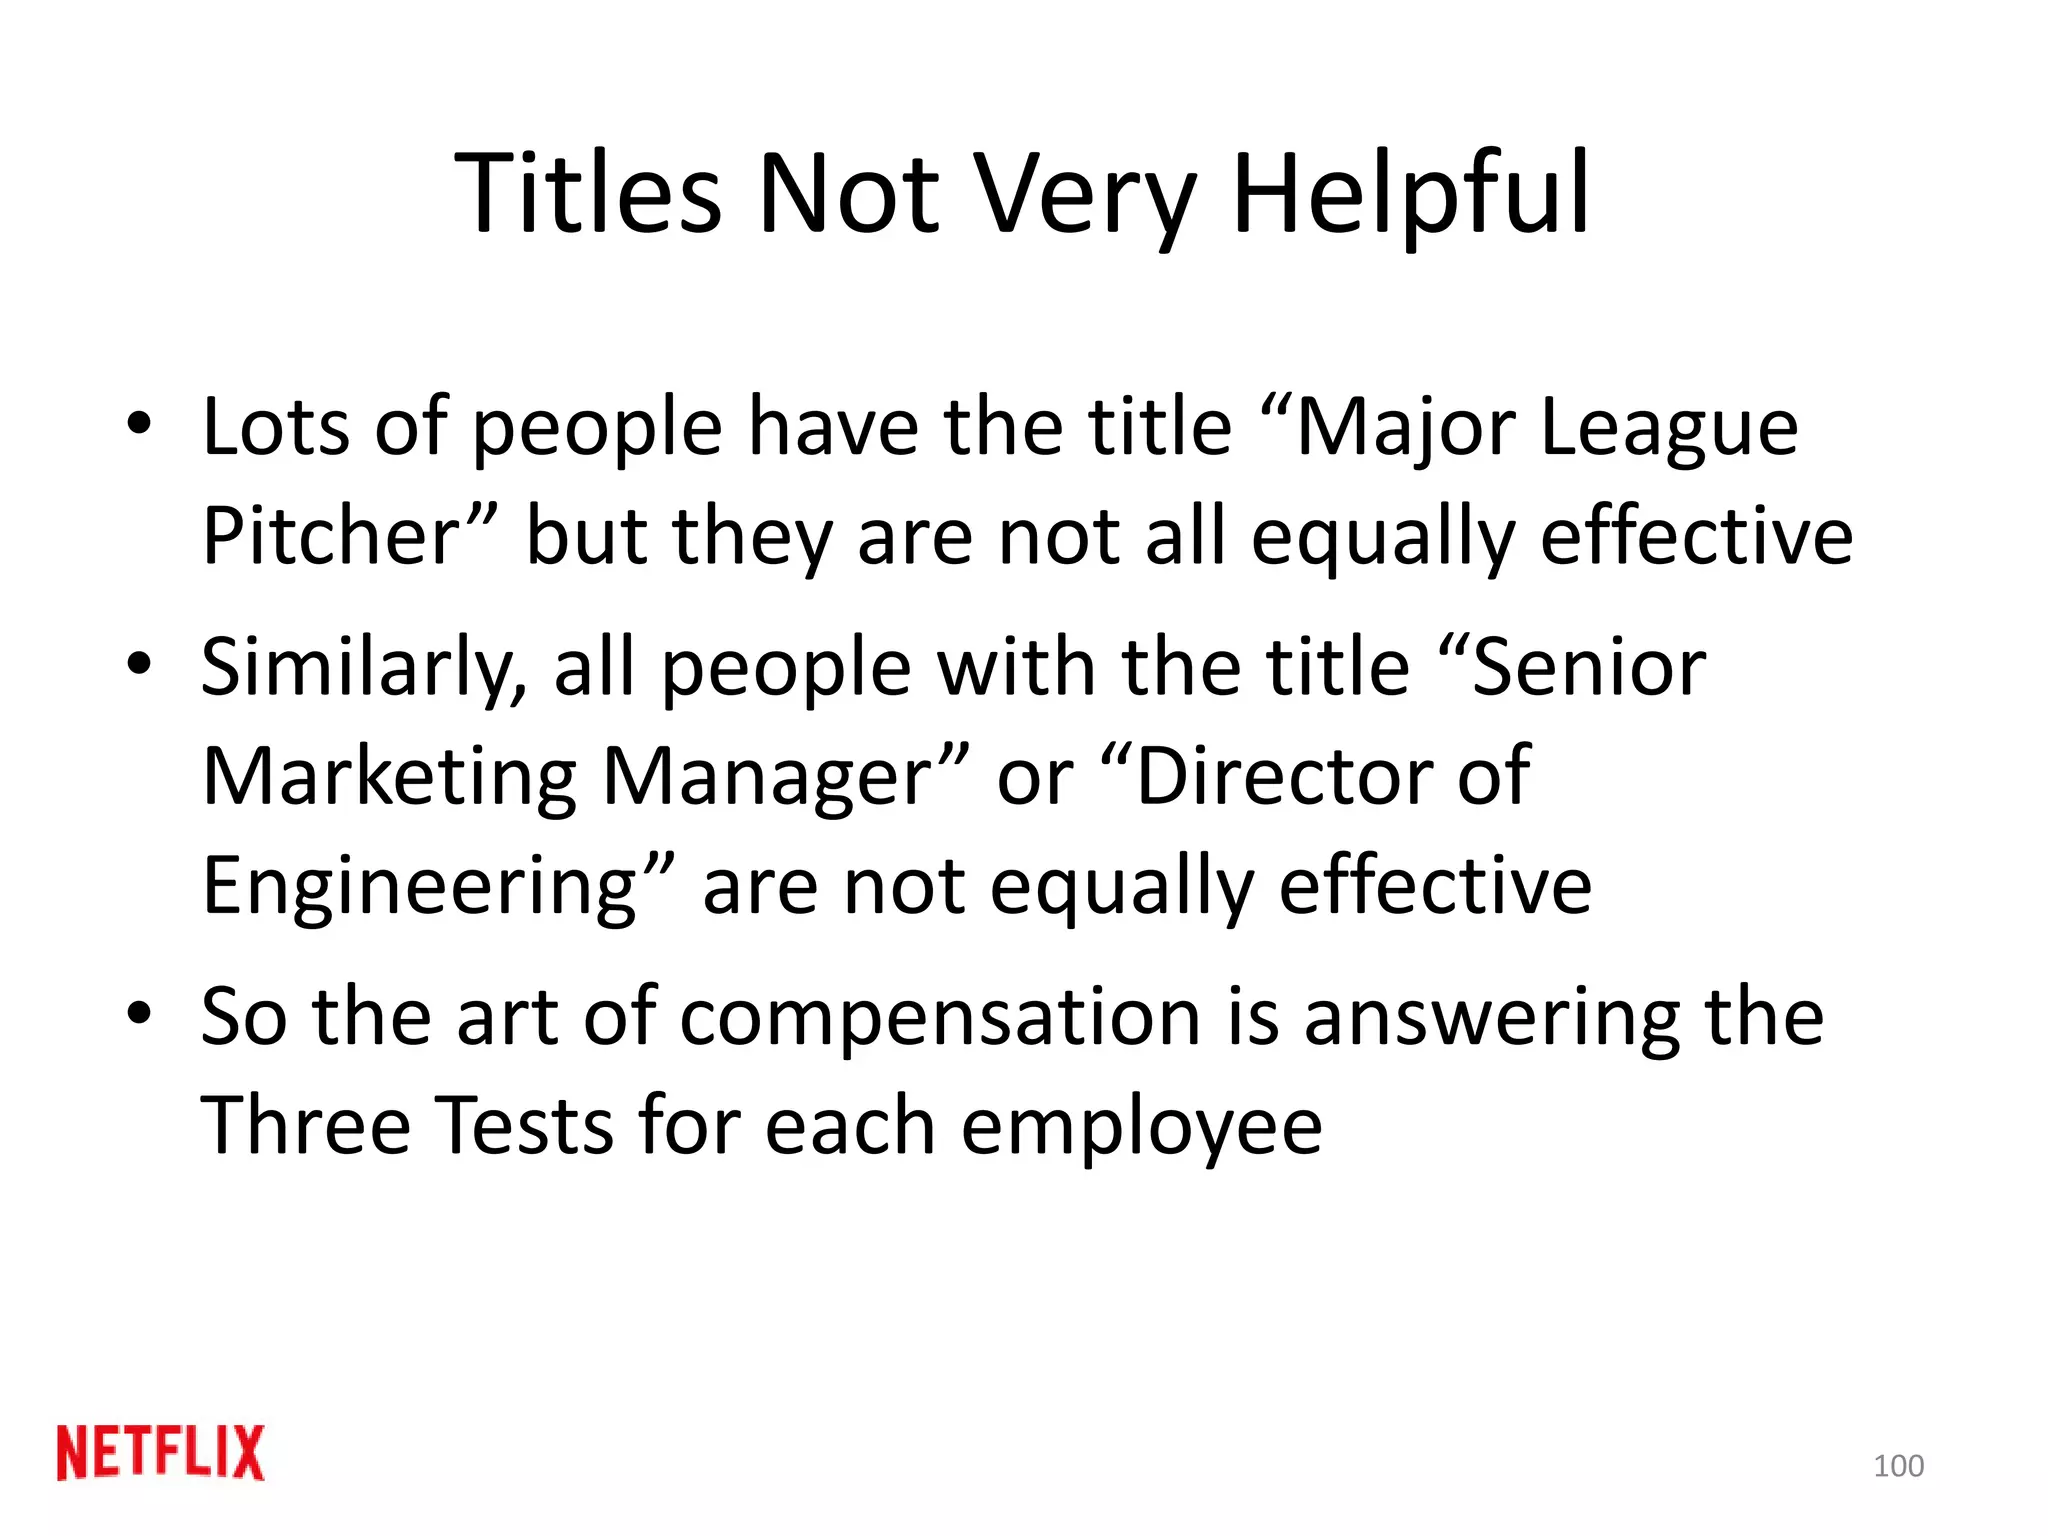 Titles Not Very Helpful
• Lots of people have the title “Major League
Pitcher” but they are not all equally effective
• Similarly, all people with the title “Senior
Marketing Manager” or “Director of
Engineering” are not equally effective
• So the art of compensation is answering the
Three Tests for each employee
NETFLIX
100